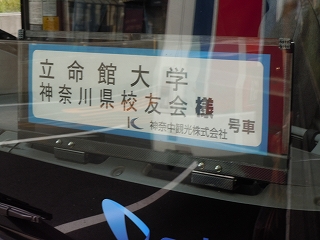 立命館大学
神奈川県校友会様
神奈中観光株式会社 号車